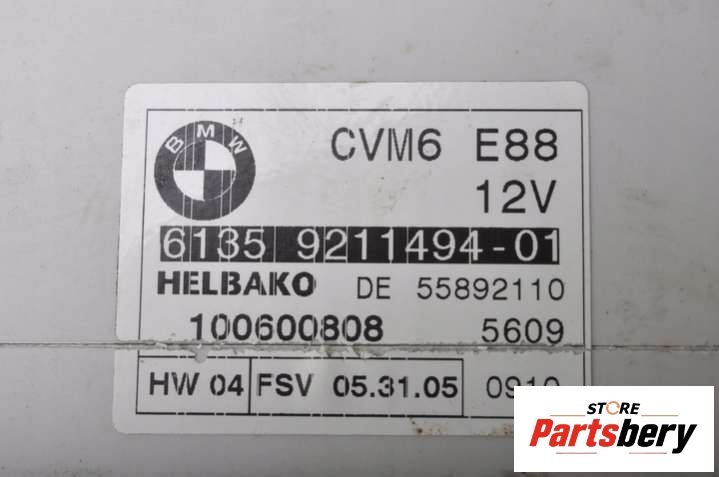 BMW
CVM6 E88
12V
6135 9211494-01
HELBAKO DE 55892110
100600808 5609
HW 04 FSV 05.31.05
STORE
Partsbery